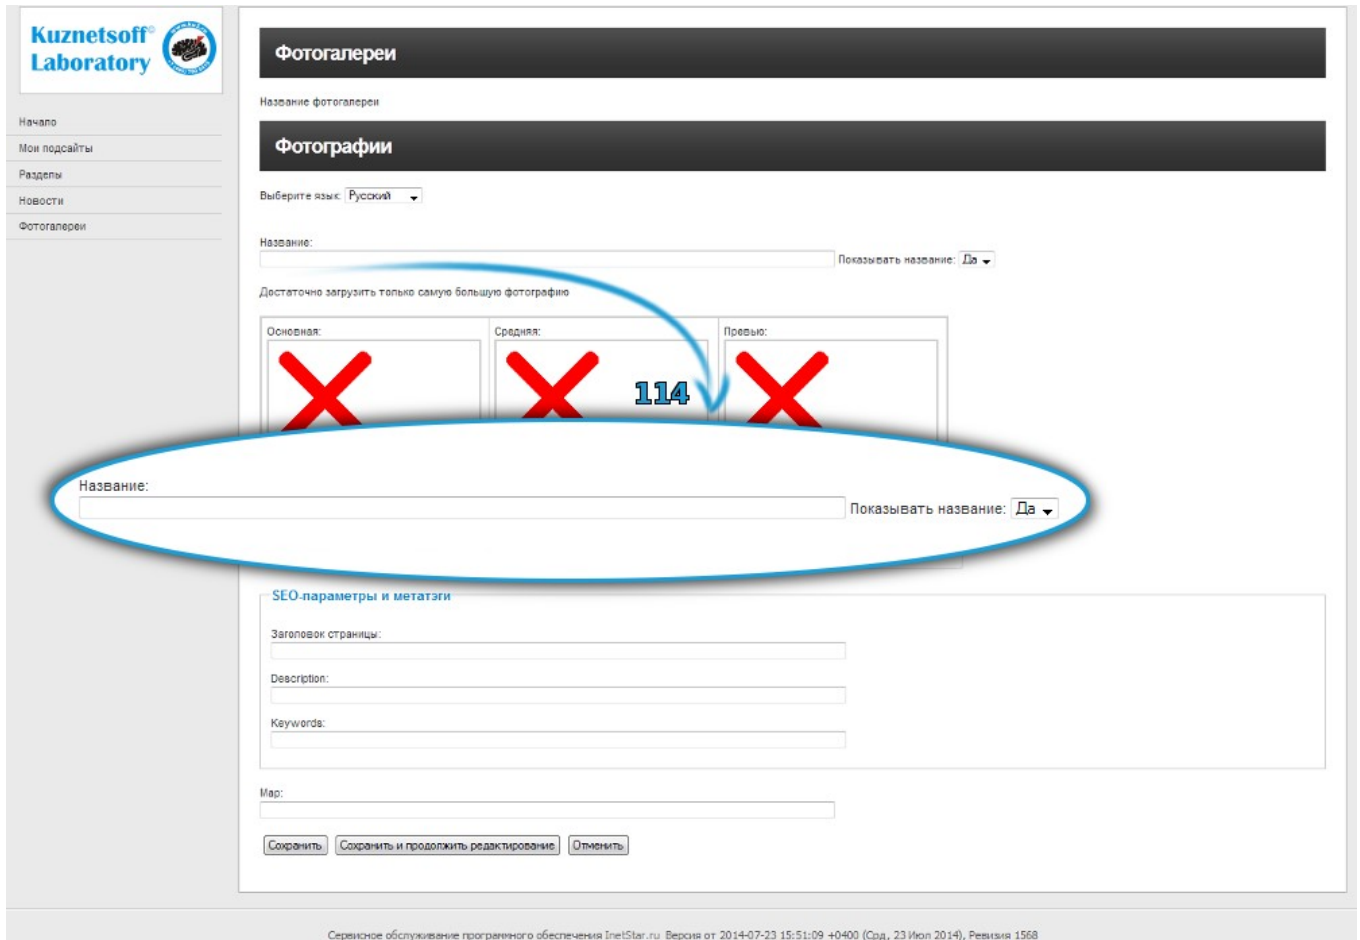 Kuznetsoff©
Laboratory
Начало
Мои подсайты
Разделы
Новости
Фотогалереи
Фотогалереи
Название фотогалереи
Фотографии
Выберите язык: Русский
Название:
Показывать название: Да
Достаточно загрузить только самую большую фотографию
Основная: Средняя: Превью:
114
Название:
Показывать название: Да
SEO-параметры и метатэги
Заголовок страницы:
Description:
Keywords:
Map:
Сохранить Сохранить и продолжить редактирование Отменить
Сервисное обслуживание программного обеспечения InetStar.ru Версия от 2014-07-23 15:51:09 +0400 (Срд, 23 Июл 2014), Ревизия 1568